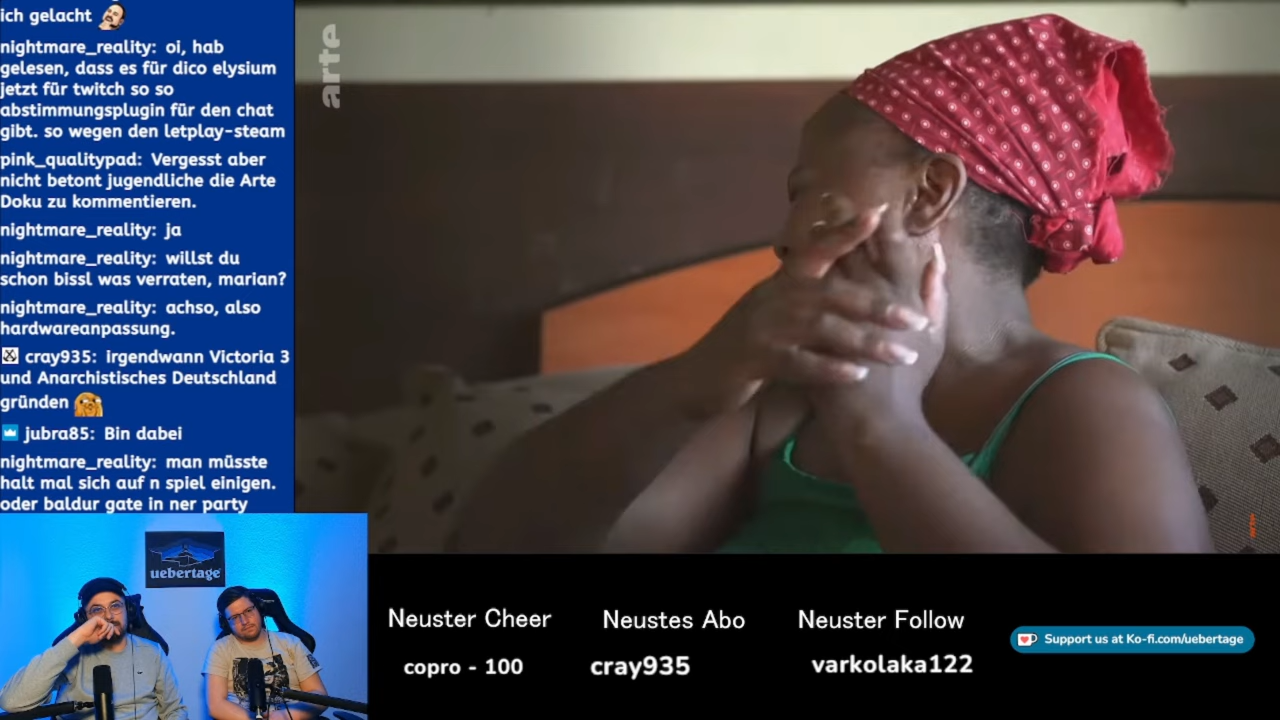 ich gelacht
nightmare_reality: oi, hab
gelesen, dass es für dico elysium
jetzt für twitch so so
abstimmungsplugin für den chat
gibt. so wegen den letplay-steam
pink_qualitypad: Vergesst aber
nicht betont jugendliche die Arte
Doku zu kommentieren.
nightmare_reality: ja
nightmare_reality: willst du
schon bissl was verraten, marian?
nightmare_reality: achso, also
hardwareanpassung.
cray935: irgendwann Victoria 3
und Anarchistisches Deutschland
gründen
jubra85: Bin dabei
nightmare_reality: man müsste
halt mal sich auf n spiel einigen.
oder baldur gate in ner party
arte
uebertage
Neuster Cheer
copro - 100
Neustes Abo
cray935
Neuster Follow
varkolaka122
Support us at Ko-fi.com/uebertage